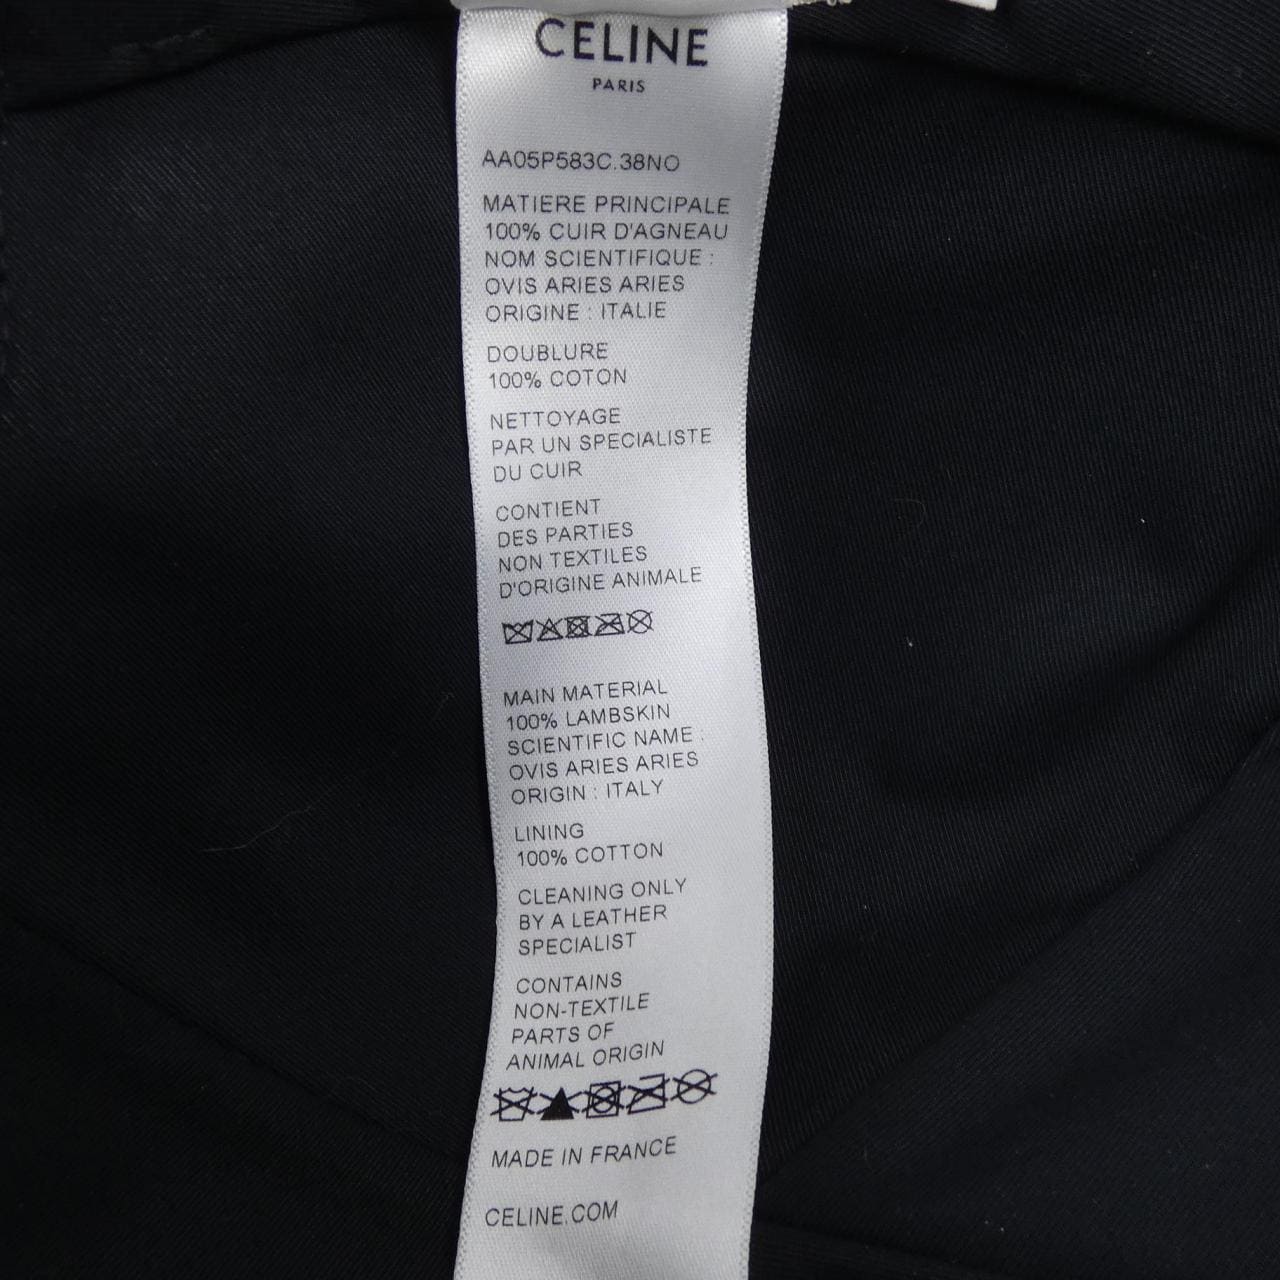 CELINE
PARIS
AA05P583C.38NO
MATIERE PRINCIPALE
100% CUIR D'AGNEAU
NOM SCIENTIFIQUE :
OVIS ARIES ARIES
ORIGINE : ITALIE
DOUBLURE
100% COTON
NETTOYAGE
PAR UN SPECIALISTE
DU CUIR
CONTIENT
DES PARTIES
NON TEXTILES
D'ORIGINE ANIMALE
MAIN MATERIAL
100% LAMBSKIN
SCIENTIFIC NAME :
OVIS ARIES ARIES
ORIGIN : ITALY
LINING
100% COTTON
CLEANING ONLY
BY A LEATHER
SPECIALIST
CONTAINS
NON-TEXTILE
PARTS OF
ANIMAL ORIGIN
MADE IN FRANCE
CELINE.COM